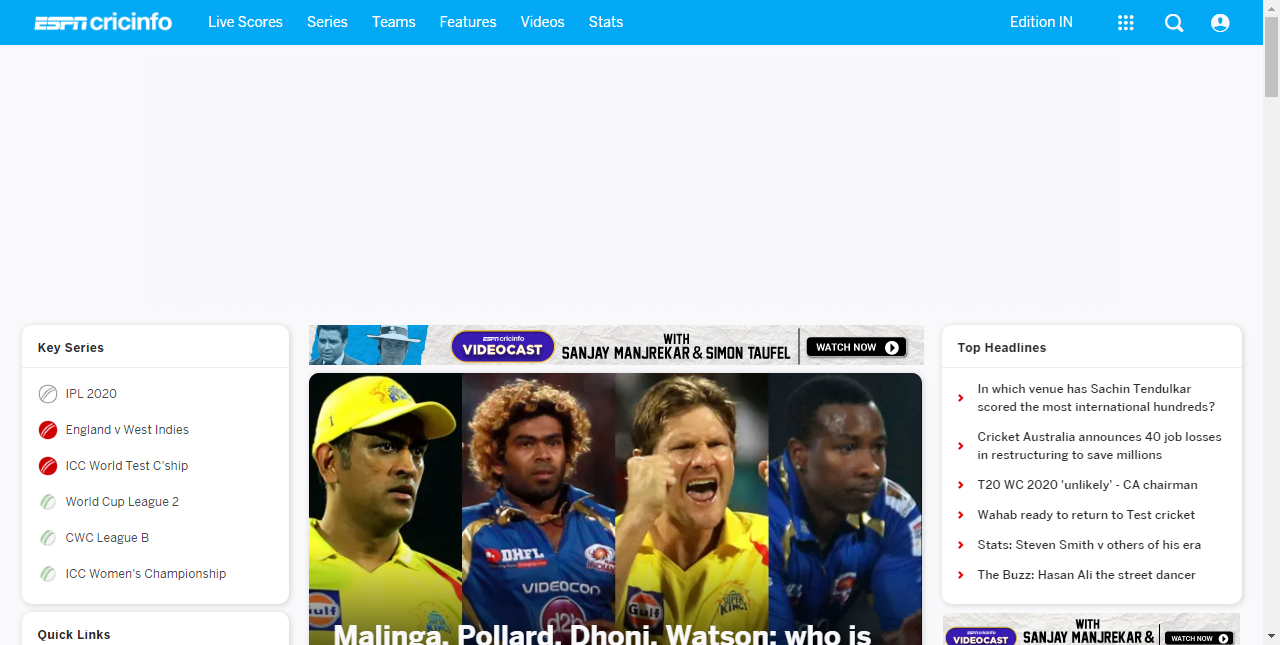 ESPN cricinfo
Live Scores
Series
Teams
Features
Videos
Stats
Edition IN
Key Series
IPL 2020
England v West Indies
ICC World Test C'ship
World Cup League 2
CWC League B
ICC Women's Championship
Quick Links
ESPN cricinfo
VIDEOCAST
WITH
SANJAY MANJREKAR & SIMON TAUFEL
WATCH NOW
DHFL
VIDEOCON
d2h
Gulf
Gulf
SUPER
KINGS
Malinga, Pollard, Dhoni, Watson: who is
Top Headlines
In which venue has Sachin Tendulkar
scored the most international hundreds?
Cricket Australia announces 40 job losses
in restructuring to save millions
T20 WC 2020 'unlikely' - CA chairman
Wahab ready to return to Test cricket
Stats: Steven Smith v others of his era
The Buzz: Hasan Ali the street dancer
ESPN cricinfo
VIDEOCAST
WITH
SANJAY MANJREKAR &
WATCH NOW